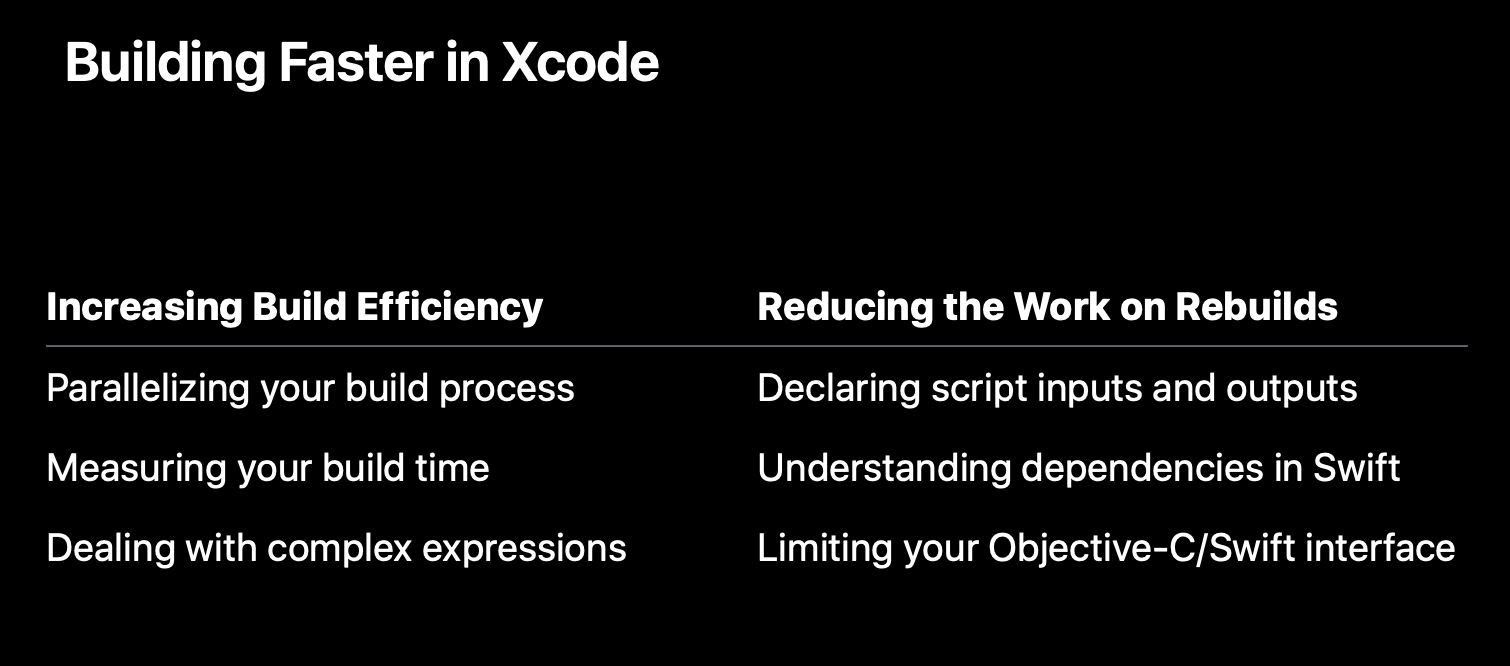 Building Faster in Xcode
Increasing Build Efficiency
Reducing the Work on Rebuilds
Parallelizing your build process
Declaring script inputs and outputs
Measuring your build time
Understanding dependencies in Swift
Dealing with complex expressions
Limiting your Objective-C/Swift interface